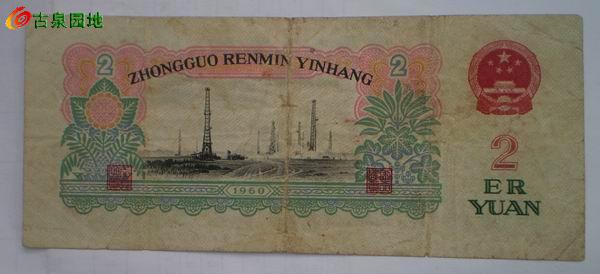 古泉园地
2 2
ZHONGGUO RENMIN YINHANG
1960
2
ER
YUAN